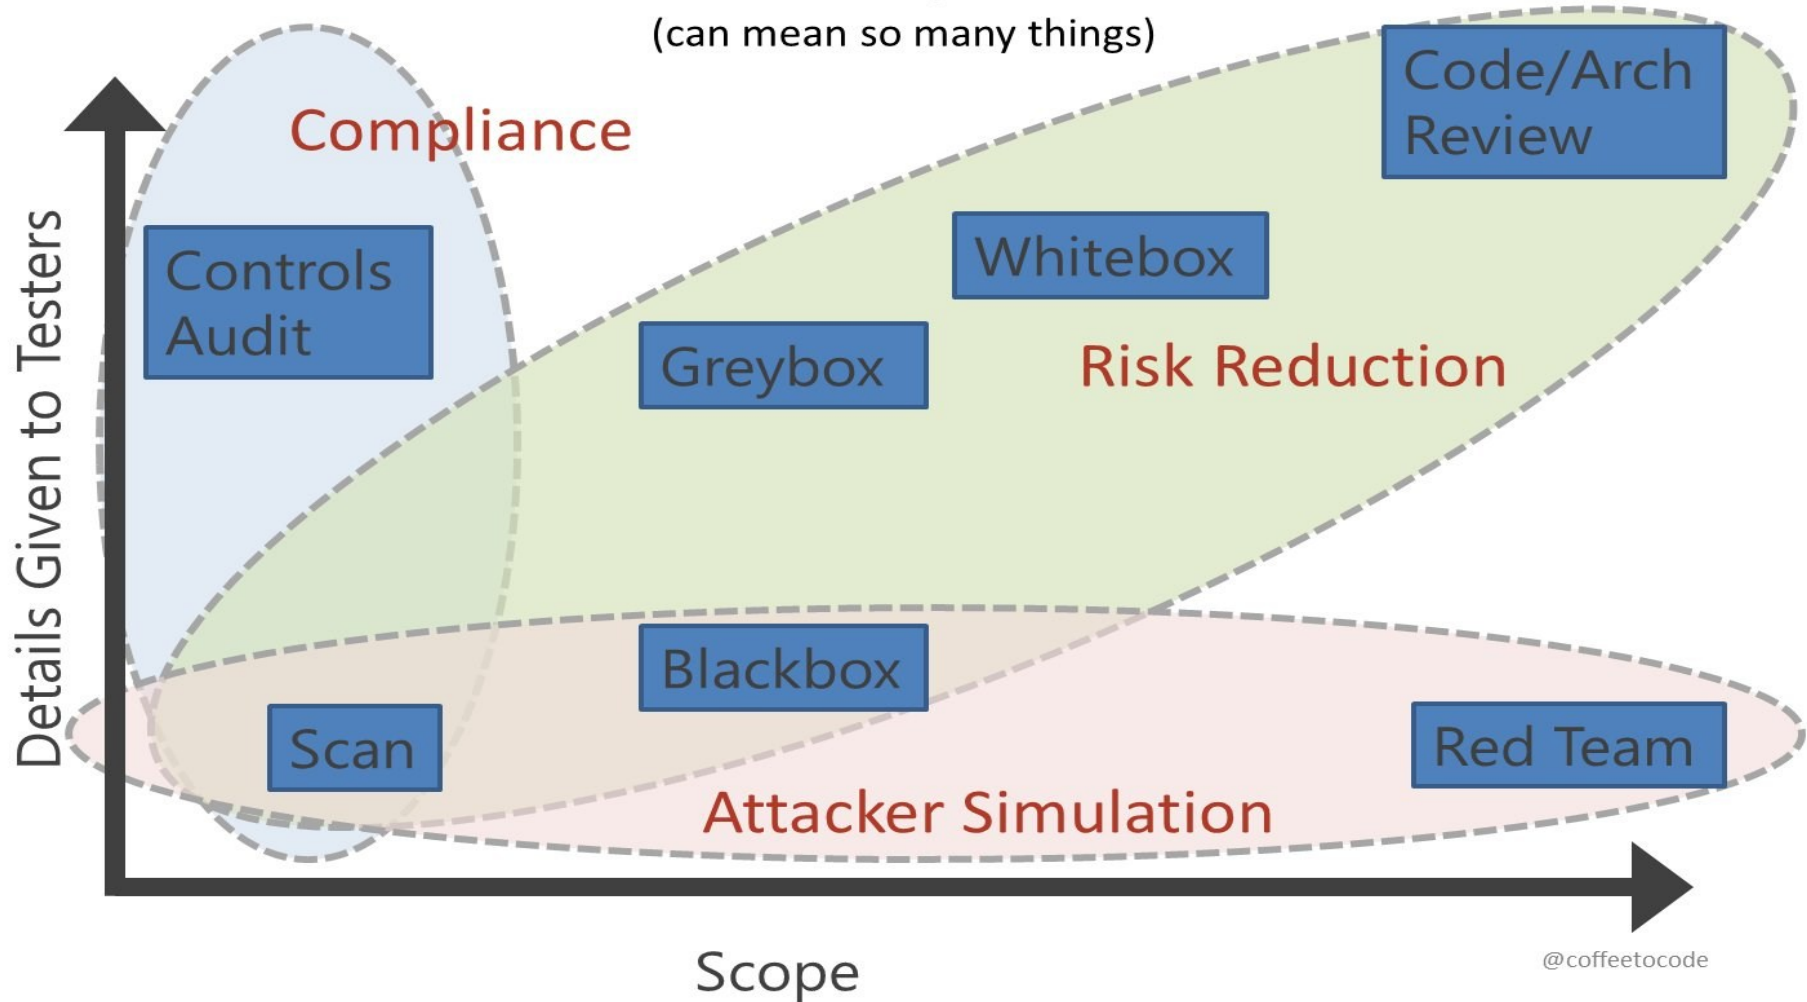 (can mean so many things)
Code/Arch
Review
Compliance
Whitebox
Controls
Audit
Greybox
Risk Reduction
Details Given to Testers
Blackbox
Scan
Red Team
Attacker Simulation
Scope
@coffeetocode